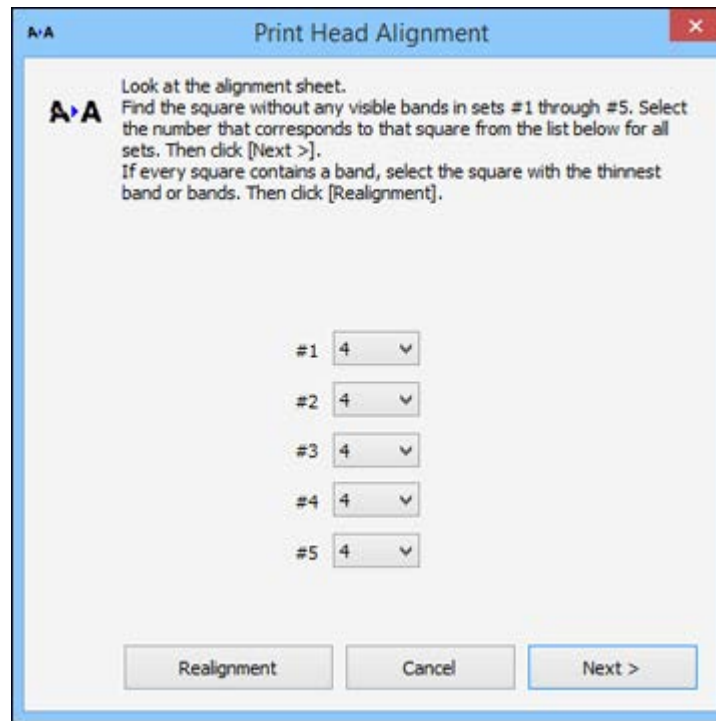 A▸A Print Head Alignment
A▸A
Look at the alignment sheet.
Find the square without any visible bands in sets #1 through #5. Select
the number that corresponds to that square from the list below for all
sets. Then click [Next >].
If every square contains a band, select the square with the thinnest
band or bands. Then click [Realignment].
#1 4
#2 4
#3 4
#4 4
#5 4
Realignment Cancel Next >